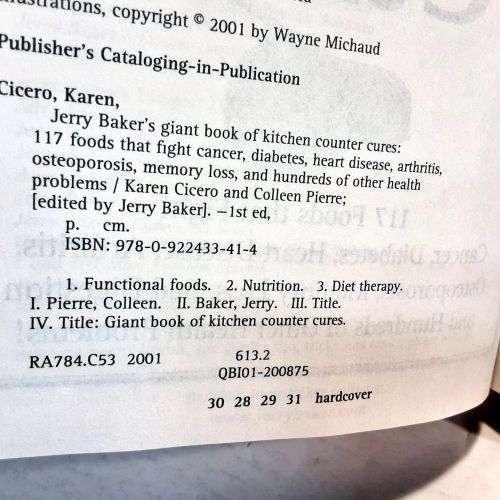 illustrations, copyright © 2001 by Wayne Michaud
Publisher's Cataloging-in-Publication
Cicero, Karen,
Jerry Baker's giant book of kitchen counter cures:
117 foods that fight cancer, diabetes, heart disease, arthritis,
osteoporosis, memory loss, and hundreds of other health
problems / Karen Cicero and Colleen Pierre;
[edited by Jerry Baker]. –1st ed,
p. cm.
ISBN: 978-0-922433-41-4
1. Functional foods. 2. Nutrition. 3. Diet therapy.
I. Pierre, Colleen. II. Baker, Jerry. III. Title.
IV. Title: Giant book of kitchen counter cures.
RA784.C53 2001 613.2
QBI01-200875
30 28 29 31 hardcover